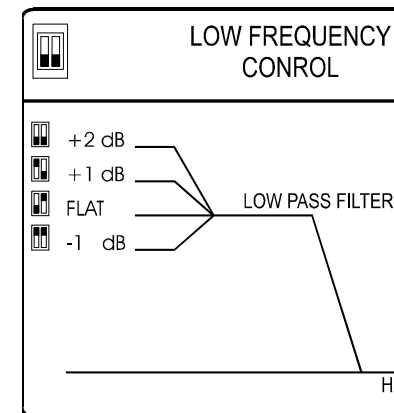 LOW FREQUENCY
CONROL
+2 dB
+1 dB
FLAT
-1 dB
LOW PASS FILTER